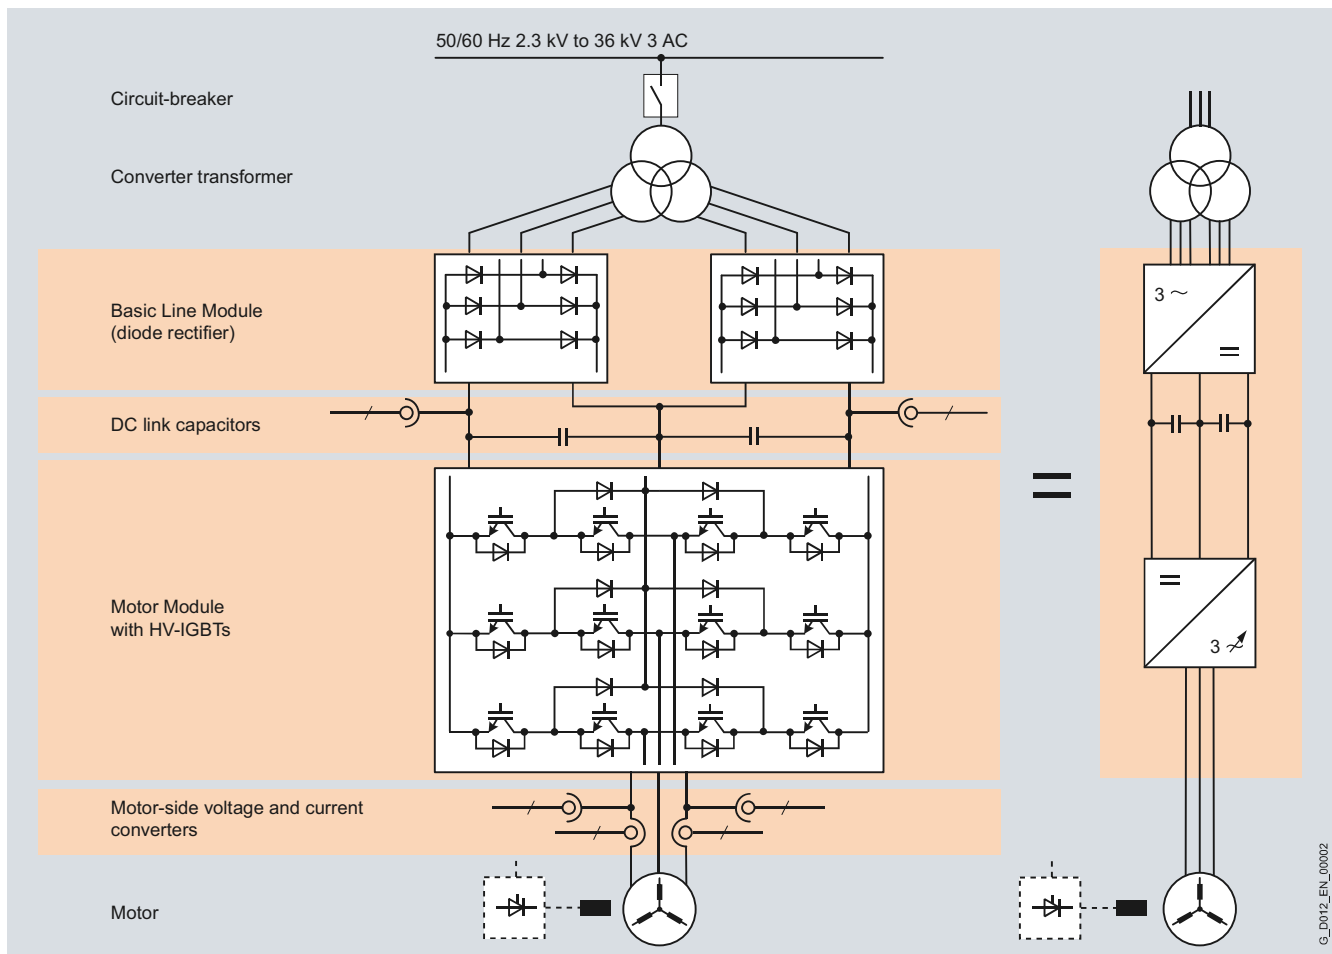 50/60 Hz 2.3 kV to 36 kV 3 AC
Circuit-breaker
Converter transformer
Basic Line Module
(diode rectifier)
3 ~
=
DC link capacitors
=
Motor Module
with HV-IGBTs
=
3 ~
Motor-side voltage and current
converters
Motor
G_D012_EN_00002